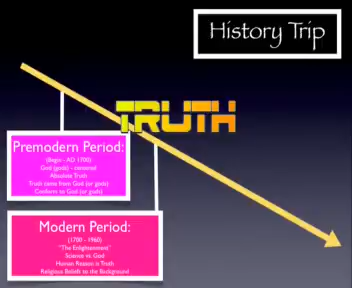 History Trip
TRUTH
Premodern Period:
(Begin - AD 1700)
God (gods) - centered
Absolute Truth
Truth came from God (or gods)
Conform to God (or gods)
Modern Period:
(1700 - 1960)
"The Enlightenment"
Science vs God
Human Reason is Truth
Religious Beliefs to the Background